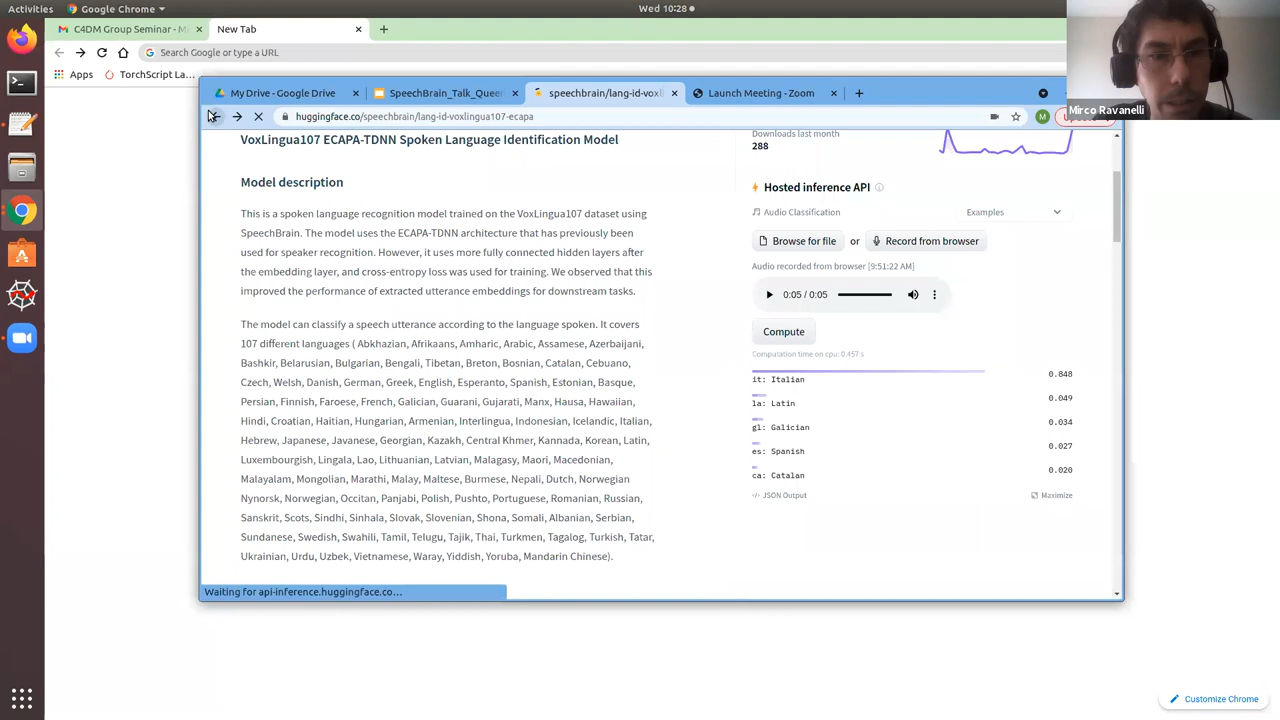 Activities
Google Chrome
Wed 10:28
C4DM Group Seminar - M
New Tab
Search Google or type a URL
Apps
TorchScript La…
My Drive - Google Drive
SpeechBrain_Talk_Quee
speechbrain/lang-id-voxl
Launch Meeting - Zoom
huggingface.co/speechbrain/lang-id-voxlingua107-ecapa
M
Mirco Ravanelli
VoxLingua107 ECAPA-TDNN Spoken Language Identification Model
Model description
This is a spoken language recognition model trained on the VoxLingua107 dataset using
SpeechBrain. The model uses the ECAPA-TDNN architecture that has previously been
used for speaker recognition. However, it uses more fully connected hidden layers after
the embedding layer, and cross-entropy loss was used for training. We observed that this
improved the performance of extracted utterance embeddings for downstream tasks.
The model can classify a speech utterance according to the language spoken. It covers
107 different languages ( Abkhazian, Afrikaans, Amharic, Arabic, Assamese, Azerbaijani,
Bashkir, Belarusian, Bulgarian, Bengali, Tibetan, Breton, Bosnian, Catalan, Cebuano,
Czech, Welsh, Danish, German, Greek, English, Esperanto, Spanish, Estonian, Basque,
Persian, Finnish, Faroese, French, Galician, Guarani, Gujarati, Manx, Hausa, Hawaiian,
Hindi, Croatian, Haitian, Hungarian, Armenian, Interlingua, Indonesian, Icelandic, Italian,
Hebrew, Japanese, Javanese, Georgian, Kazakh, Central Khmer, Kannada, Korean, Latin,
Luxembourgish, Lingala, Lao, Lithuanian, Latvian, Malagasy, Maori, Macedonian,
Malayalam, Mongolian, Marathi, Malay, Maltese, Burmese, Nepali, Dutch, Norwegian
Nynorsk, Norwegian, Occitan, Panjabi, Polish, Pushto, Portuguese, Romanian, Russian,
Sanskrit, Scots, Sindhi, Sinhala, Slovak, Slovenian, Shona, Somali, Albanian, Serbian,
Sundanese, Swedish, Swahili, Tamil, Telugu, Tajik, Thai, Turkmen, Tagalog, Turkish, Tatar,
Ukrainian, Urdu, Uzbek, Vietnamese, Waray, Yiddish, Yoruba, Mandarin Chinese).
Downloads last month
288
Hosted inference API
Audio Classification
Examples
Browse for file or Record from browser
Audio recorded from browser [9:51:22 AM]
0:05 / 0:05
Compute
Computation time on cpu: 0.457 s
it: Italian 0.848
la: Latin 0.049
gl: Galician 0.034
es: Spanish 0.027
ca: Catalan 0.020
JSON Output
Maximize
Waiting for api-inference.huggingface.co…
Customize Chrome